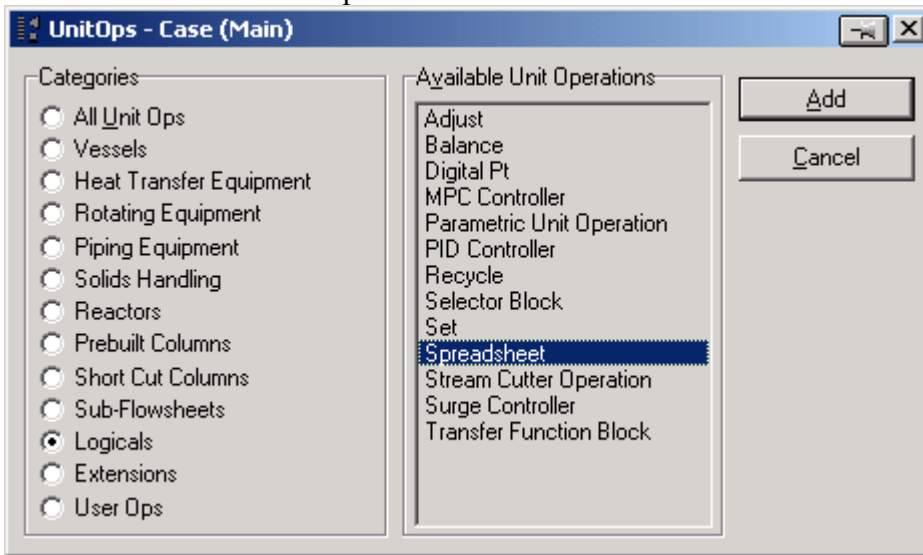 UnitOps - Case (Main)
Categories
All Unit Ops
Vessels
Heat Transfer Equipment
Rotating Equipment
Piping Equipment
Solids Handling
Reactors
Prebuilt Columns
Short Cut Columns
Sub-Flowsheets
Logicals
Extensions
User Ops
Available Unit Operations
Adjust
Balance
Digital Pt
MPC Controller
Parametric Unit Operation
PID Controller
Recycle
Selector Block
Set
Spreadsheet
Stream Cutter Operation
Surge Controller
Transfer Function Block
Add
Cancel